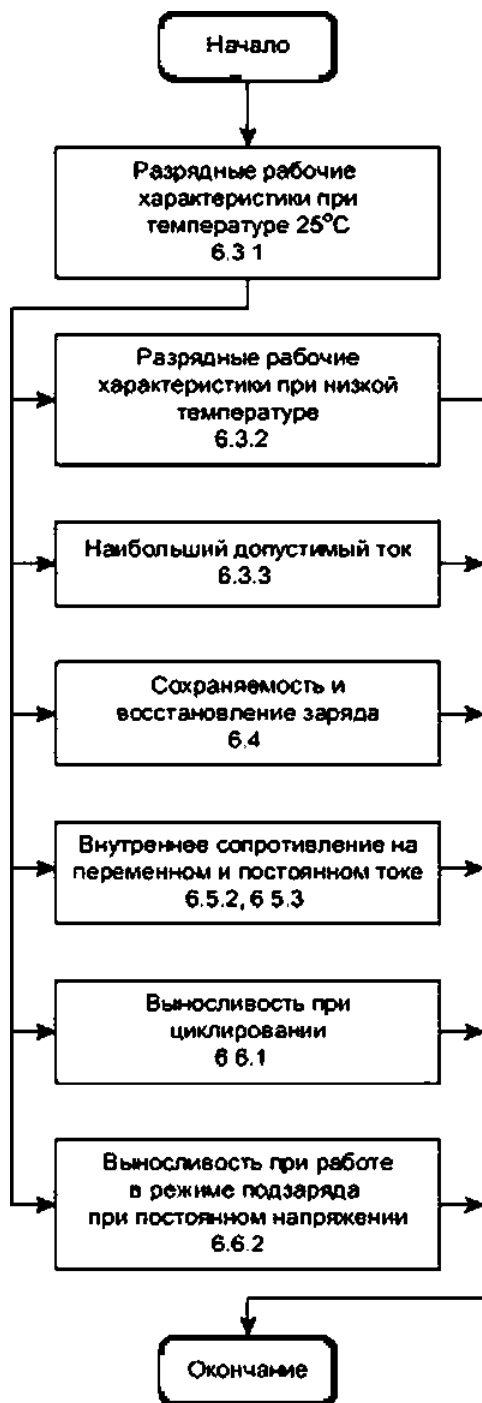 Начало
Разрядные рабочие
характеристики при
температуре 25°С
6.3 1
Разрядные рабочие
характеристики при низкой
температуре
6.3.2
Наибольший допустимый ток
6.3.3
Сохраняемость и
восстановление заряда
6.4
Внутреннее сопротивление на
переменном и постоянном токе
6.5.2, 6 5.3
Выносливость при
циклировании
6 6.1
Выносливость при работе
в режиме подзаряда
при постоянном напряжении
6.6.2
Окончание